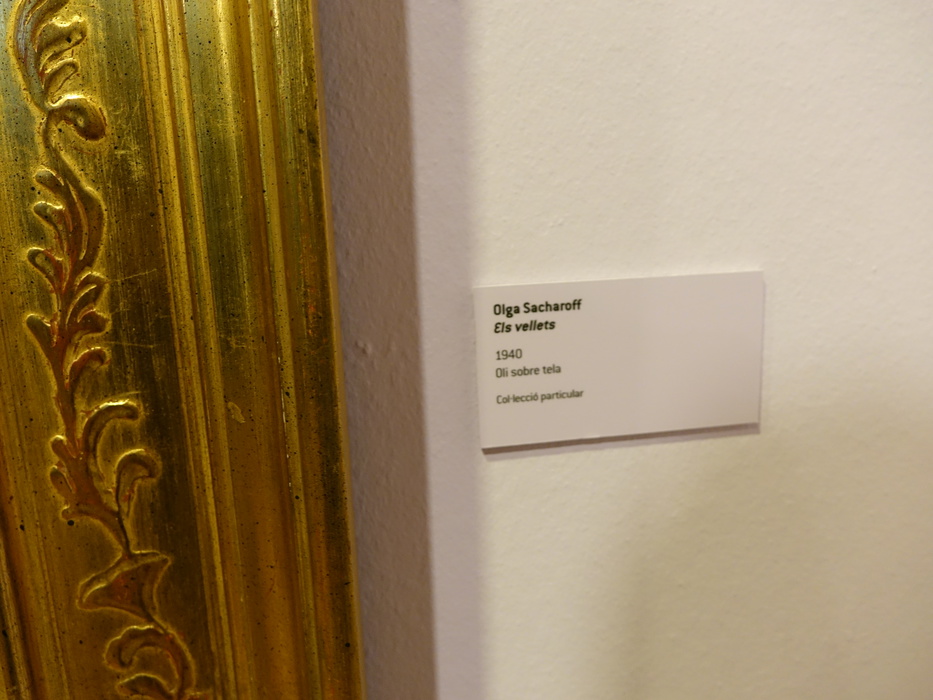 Olga Sacharoff
Els vellets
1940
Oli sobre tela
Col·lecció particular